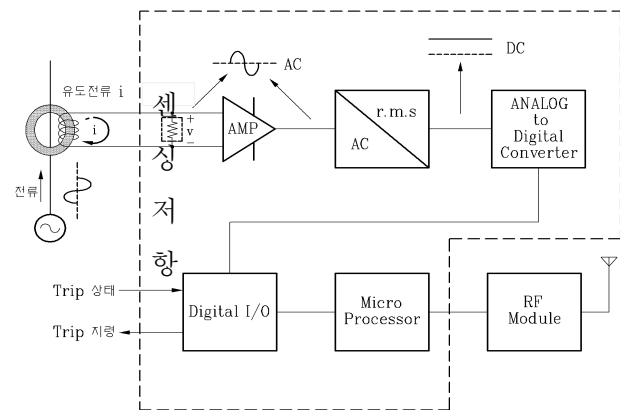 유도전류 i
i
전류
센
싱
저
항
+
v
−
AC
AMP
r.m.s
AC
DC
ANALOG
to
Digital
Converter
Trip 상태
Trip 지령
Digital I/O
Micro
Processor
RF
Module